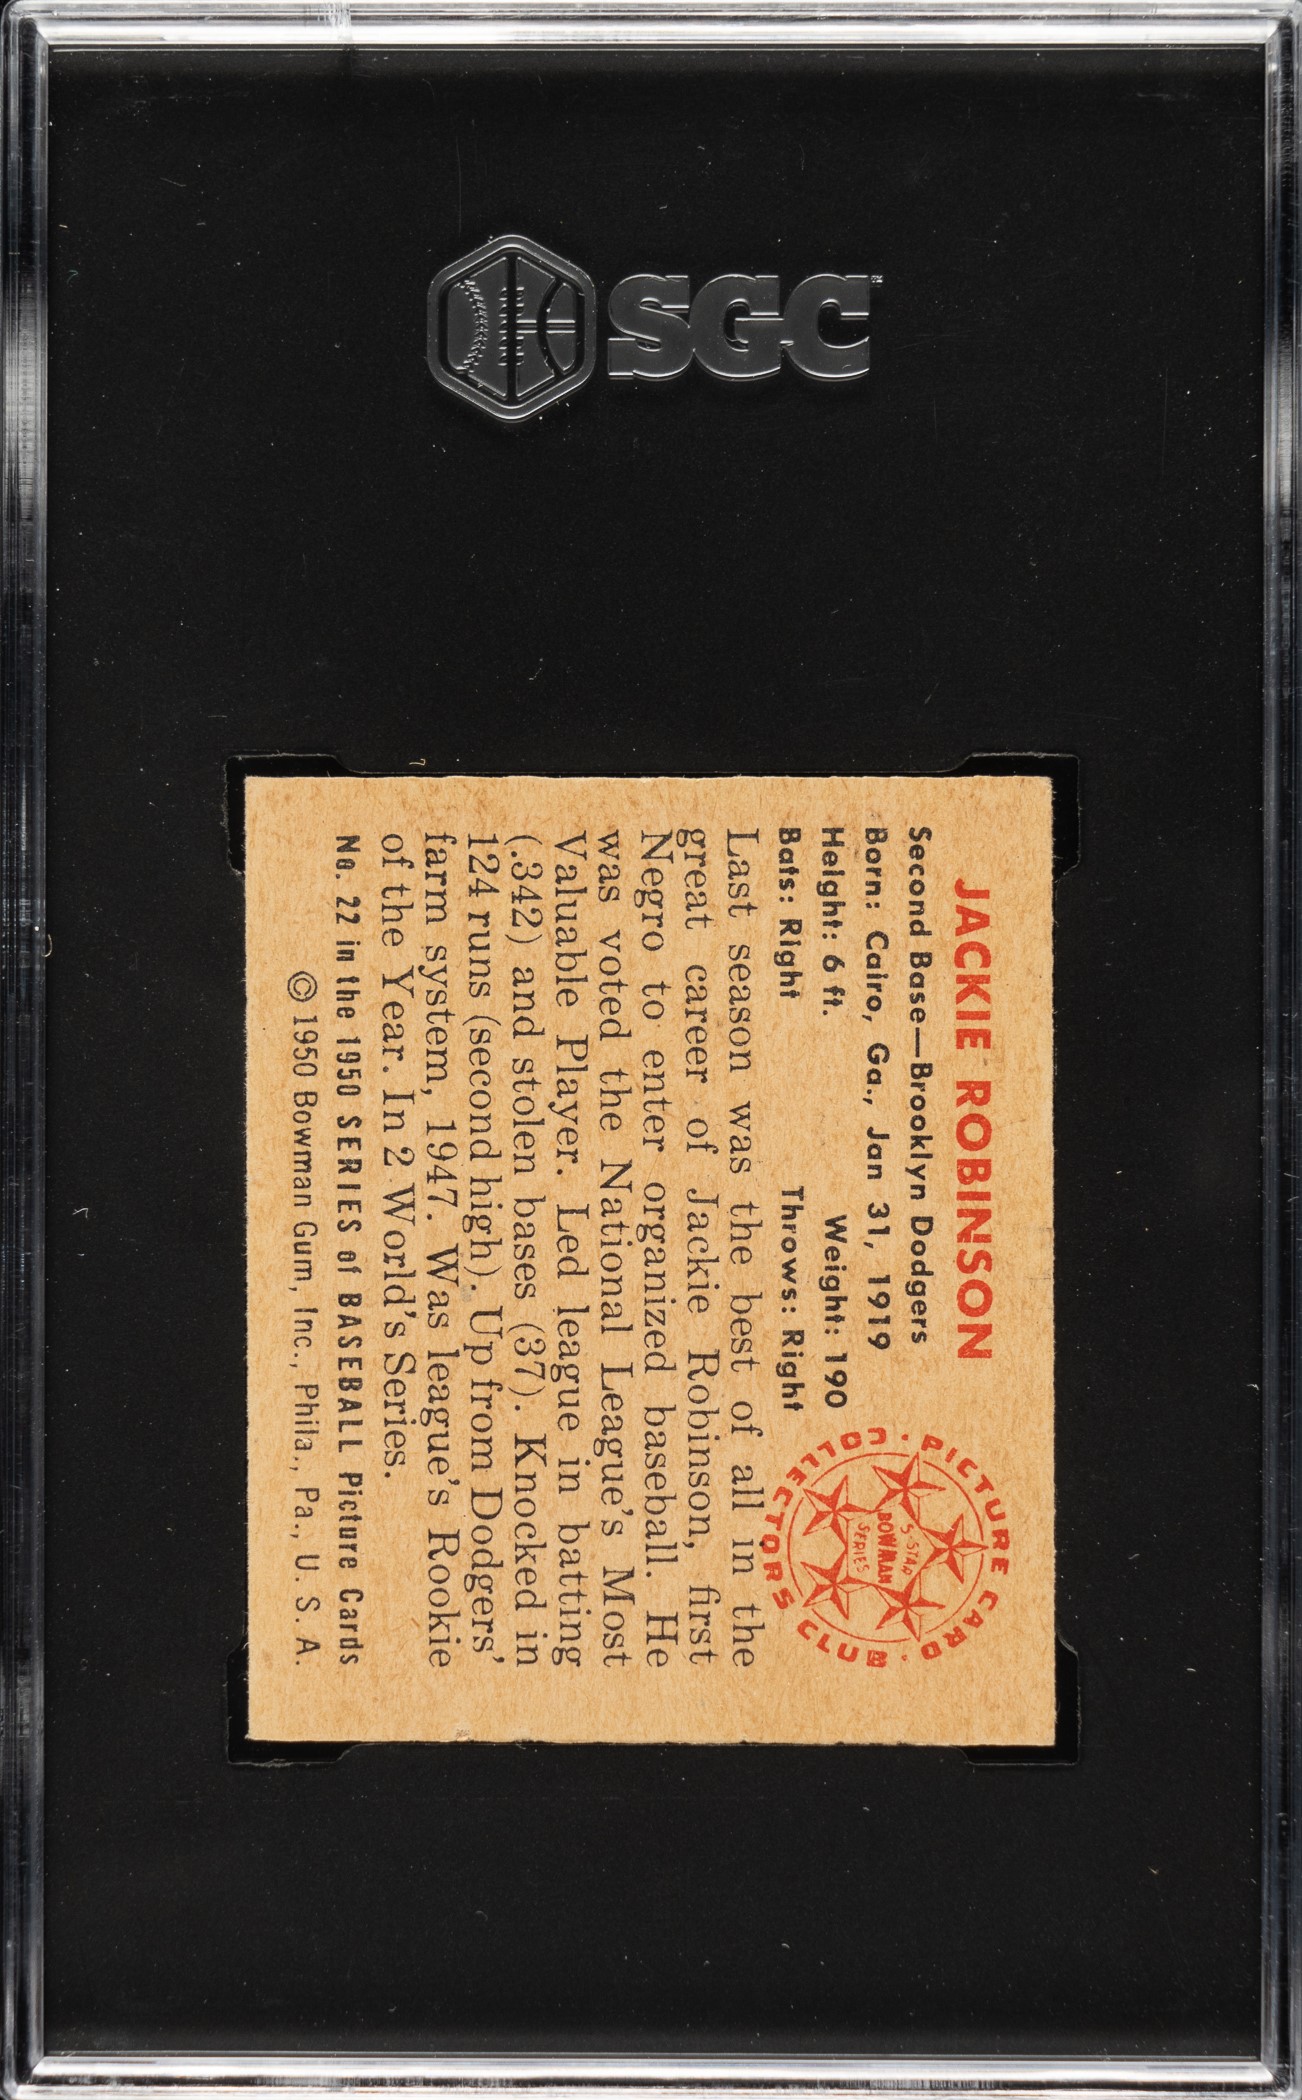 SGC
JACKIE ROBINSON
Second Base—Brooklyn Dodgers
Born: Cairo, Ga., Jan 31, 1919
Height: 6 ft. Weight: 190
Bats: Right Throws: Right
PICTURE CARD • COLLECTORS CLUB •
5-STAR
BOWMAN
SERIES
Last season was the best of all in the
great career of Jackie Robinson, first
Negro to enter organized baseball. He
was voted the National League's Most
Valuable Player. Led league in batting
(.342) and stolen bases (37). Knocked in
124 runs (second high). Up from Dodgers'
farm system, 1947. Was league's Rookie
of the Year. In 2 World's Series.
No. 22 in the 1950 SERIES of BASEBALL Picture Cards
© 1950 Bowman Gum, Inc., Phila., Pa., U. S. A.